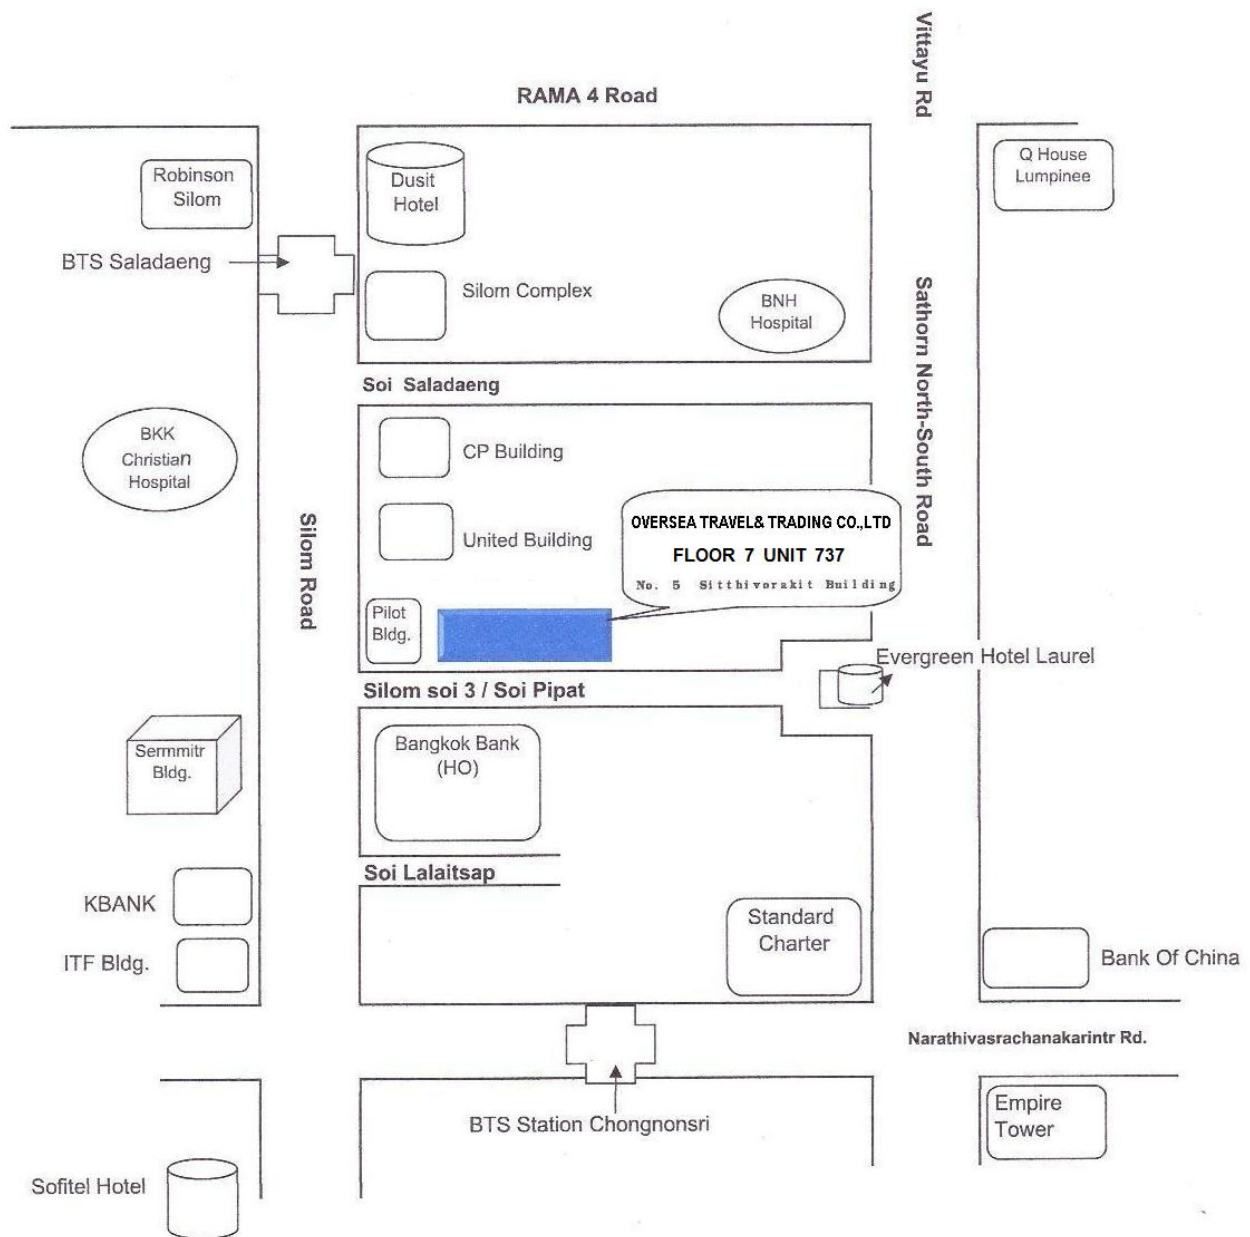 Vittayu Rd
RAMA 4 Road
Robinson
Silom
Dusit
Hotel
Q House
Lumpinee
BTS Saladaeng
Silom Complex
BNH
Hospital
Sathorn North-South Road
Soi Saladaeng
BKK
Christian
Hospital
CP Building
Silom Road
United Building
OVERSEA TRAVEL& TRADING CO.,LTD
FLOOR 7 UNIT 737
No. 5 Sitthivorakit Building
Pilot
Bldg.
Evergreen Hotel Laurel
Silom soi 3 / Soi Pipat
Sermmitr
Bldg.
Bangkok Bank
(HO)
Soi Lalaitsap
KBANK
ITF Bldg.
Standard
Charter
Bank Of China
Narathivasrachanakarintr Rd.
BTS Station Chongnonsri
Empire
Tower
Sofitel Hotel